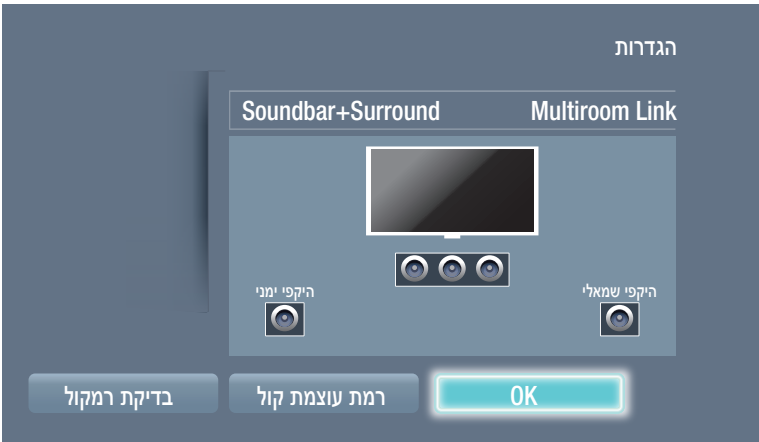 הגדרות
Multiroom Link
Soundbar+Surround
היקפי שמאלי
היקפי ימני
OK
רמת עוצמת קול
בדיקת רמקול